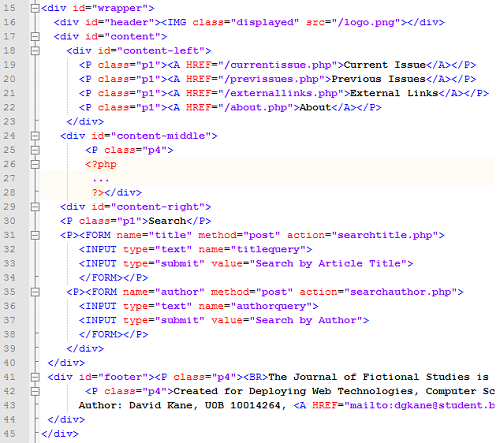 15 <div id="wrapper">
16 <div id="header"><IMG class="displayed" src="/logo.png"></div>
17 <div id="content">
18 <div id="content-left">
19 <P class="p1"><A HREF="/currentissue.php">Current Issue</A></P>
20 <P class="p1"><A HREF="/previssues.php">Previous Issues</A></P>
21 <P class="p1"><A HREF="/externallinks.php">External Links</A></P>
22 <P class="p1"><A HREF="/about.php">About</A></P>
23 </div>
24 <div id="content-middle">
25 <P class="p4">
26 <?php
27 ...
28 ?></div>
29 <div id="content-right">
30 <P class="p1">Search</P>
31 <P><FORM name="title" method="post" action="searchtitle.php">
32 <INPUT type="text" name="titlequery">
33 <INPUT type="submit" value="Search by Article Title">
34 </FORM></P>
35 <P><FORM name="author" method="post" action="searchauthor.php">
36 <INPUT type="text" name="authorquery">
37 <INPUT type="submit" value="Search by Author">
38 </FORM></P>
39 </div>
40 </div>
41 <div id="footer"><P class="p4"><BR>The Journal of Fictional Studies is
42 <P class="p4">Created for Deploying Web Technologies, Computer Sc
43 Author: David Kane, UOB 10014264, <A HREF="mailto:dgkane@student.b
44 </div>
45 </div>